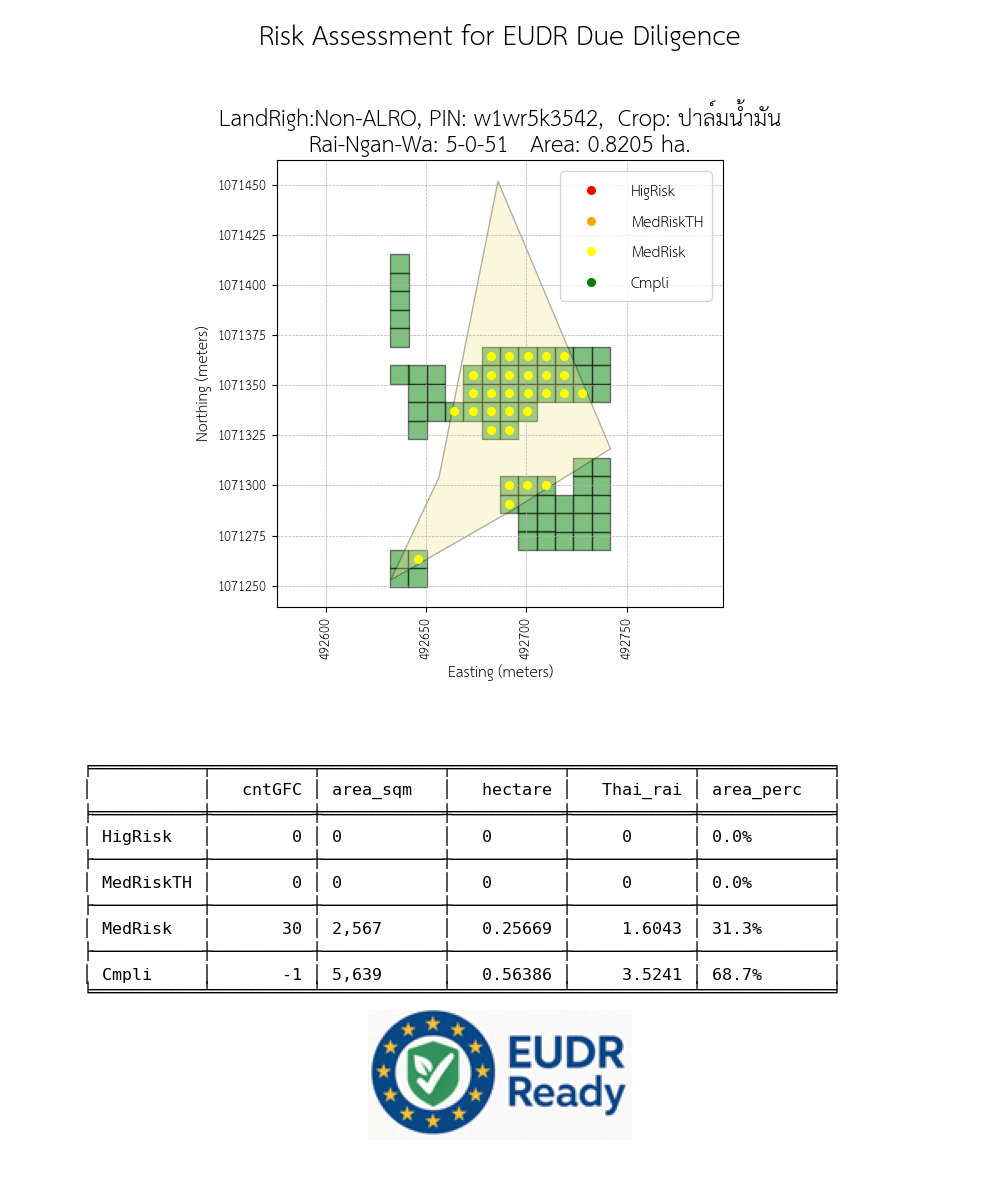 Risk Assessment for EUDR Due Diligence
LandRigh:Non-ALRO, PIN: w1wr5k3542, Crop: ปาล์มน้ำมัน
Rai-Ngan-Wa: 5-0-51 Area: 0.8205 ha.
HigRisk
MedRiskTH
MedRisk
Cmpli
Northing (meters)
1071450
1071425
1071400
1071375
1071350
1071325
1071300
1071275
1071250
492600 492650 492700 492750
Easting (meters)
cntGFC area_sqm hectare Thai_rai area_perc
HigRisk 0 0 0 0 0.0%
MedRiskTH 0 0 0 0 0.0%
MedRisk 30 2,567 0.25669 1.6043 31.3%
Cmpli -1 5,639 0.56386 3.5241 68.7%
EUDR
Ready